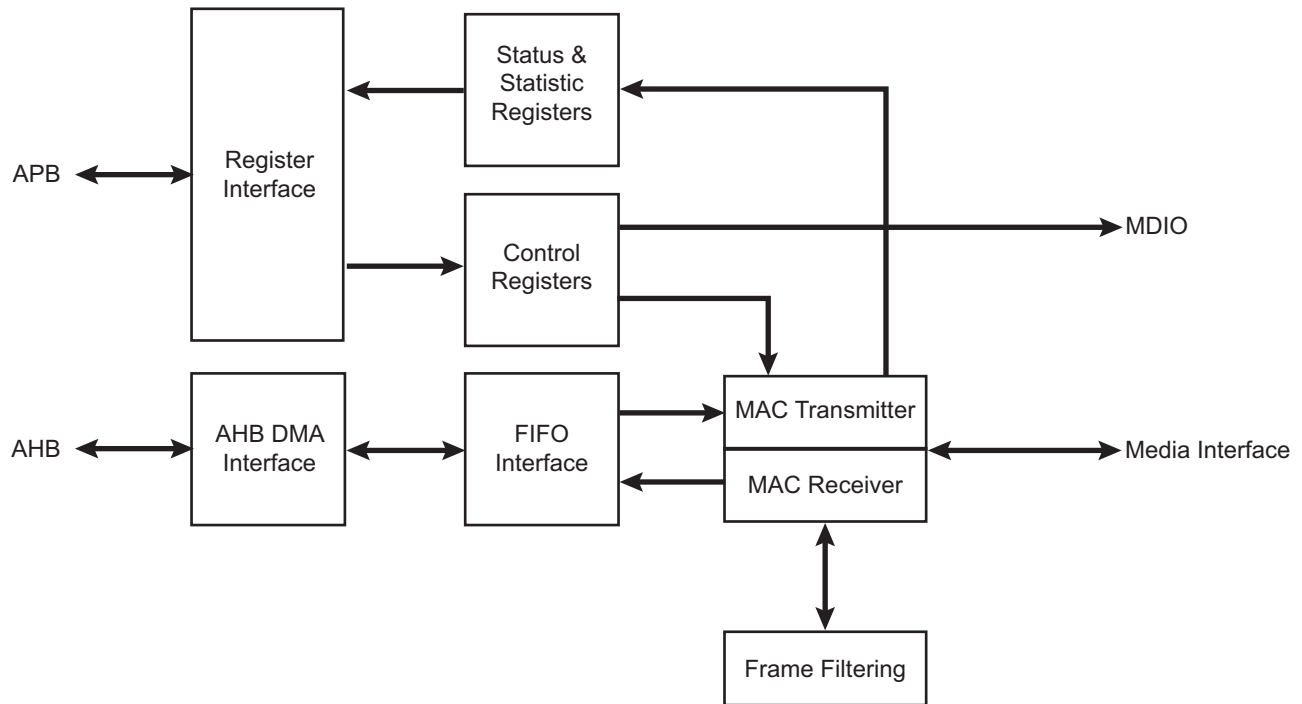 Status &
Statistic
Registers
APB
Register
Interface
MDIO
Control
Registers
MAC Transmitter
AHB
AHB DMA
Interface
FIFO
Interface
Media Interface
MAC Receiver
Frame Filtering